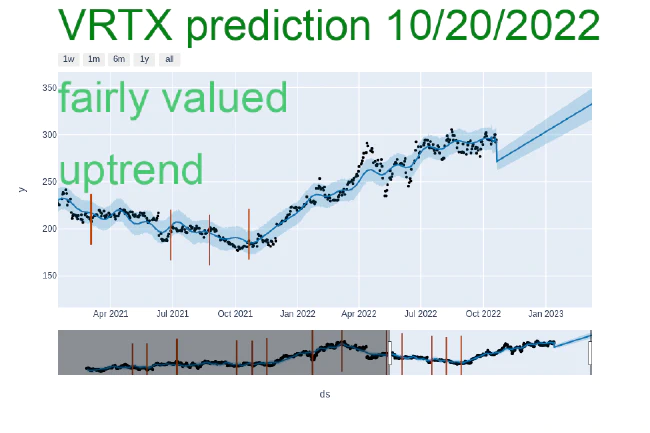 VRTX prediction 10/20/2022
1w 1m 6m 1y all
fairly valued
uptrend
350
300
250
200
150
y
Apr 2021 Jul 2021 Oct 2021 Jan 2022 Apr 2022 Jul 2022 Oct 2022 Jan 2023
ds